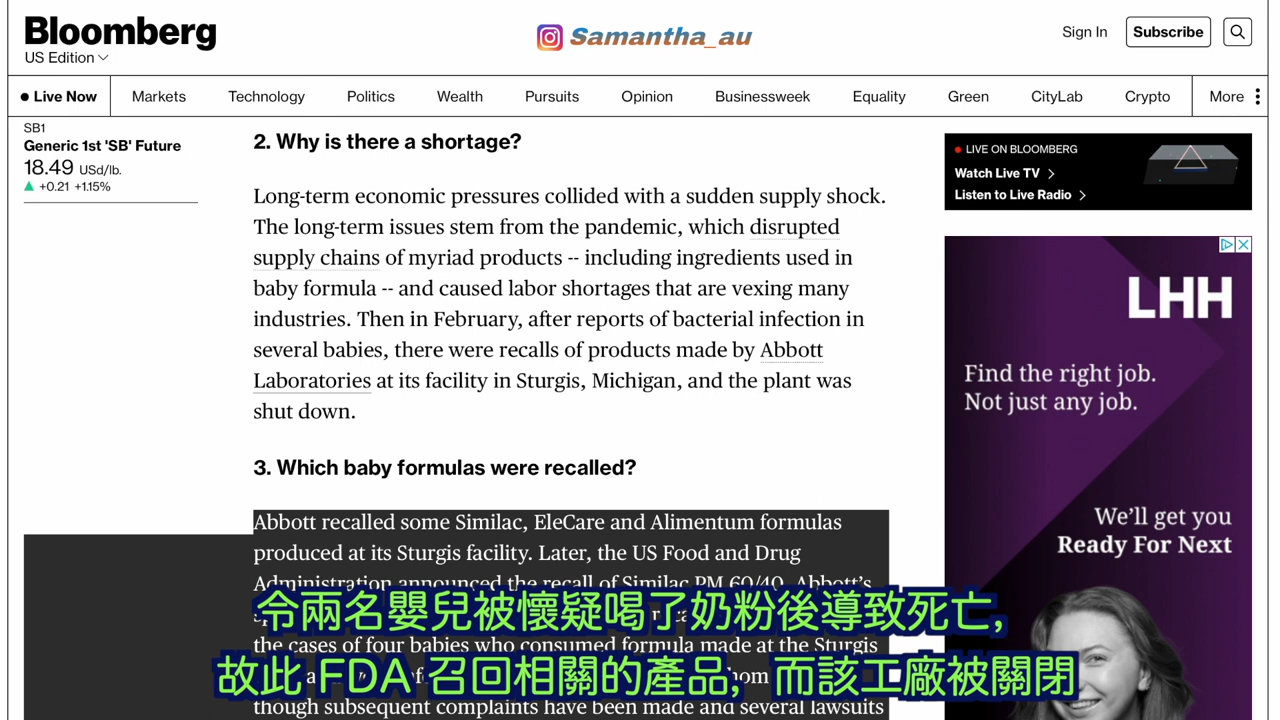 Bloomberg
US Edition
Samantha_au
Sign In
Subscribe
Live Now
Markets
Technology
Politics
Wealth
Pursuits
Opinion
Businessweek
Equality
Green
CityLab
Crypto
More
SB1
Generic 1st 'SB' Future
18.49 USd/lb.
+0.21 +1.15%
2. Why is there a shortage?
Long-term economic pressures collided with a sudden supply shock.
The long-term issues stem from the pandemic, which disrupted
supply chains of myriad products -- including ingredients used in
baby formula -- and caused labor shortages that are vexing many
industries. Then in February, after reports of bacterial infection in
several babies, there were recalls of products made by Abbott
Laboratories at its facility in Sturgis, Michigan, and the plant was
shut down.
3. Which baby formulas were recalled?
Abbott recalled some Similac, EleCare and Alimentum formulas
produced at its Sturgis facility. Later, the US Food and Drug
Administration announced the recall of Similac PM 60/40, Abbott's
the cases of four babies who consumed formula made at the Sturgis
though subsequent complaints have been made and several lawsuits
令兩名嬰兒被懷疑喝了奶粉後導致死亡,
故此 FDA 召回相關的產品, 而該工廠被關閉
LIVE ON BLOOMBERG
Watch Live TV
Listen to Live Radio
LHH
Find the right job.
Not just any job.
We'll get you
Ready For Next